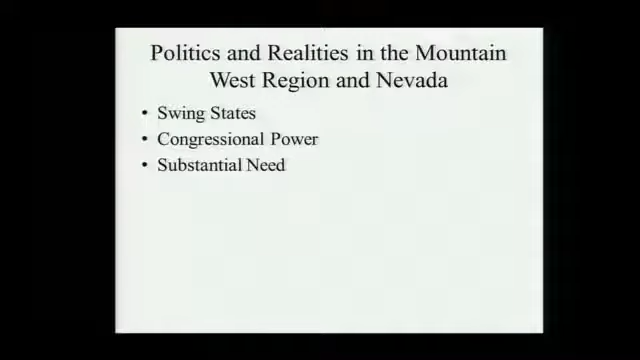 Politics and Realities in the Mountain
West Region and Nevada
• Swing States
• Congressional Power
• Substantial Need